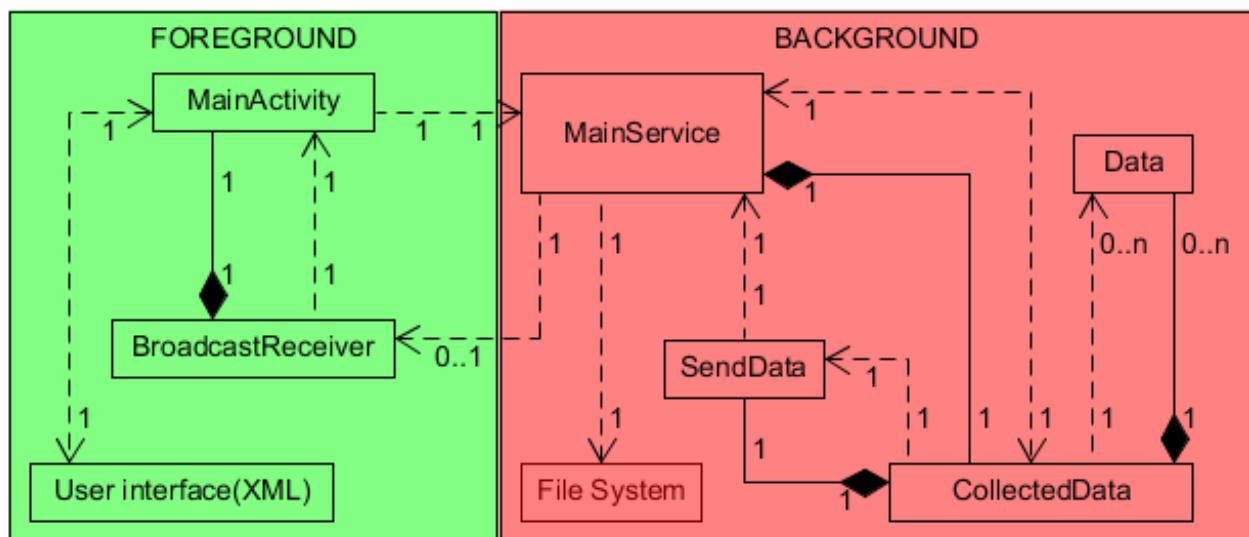 FOREGROUND
BACKGROUND
MainActivity
1
1
1
MainService
1
1
Data
1
1
1
1
1
0..n
0..n
1
1
1
BroadcastReceiver
0..1
SendData
1
1
1
1
1
1
1
1
1
1
User interface(XML)
File System
CollectedData